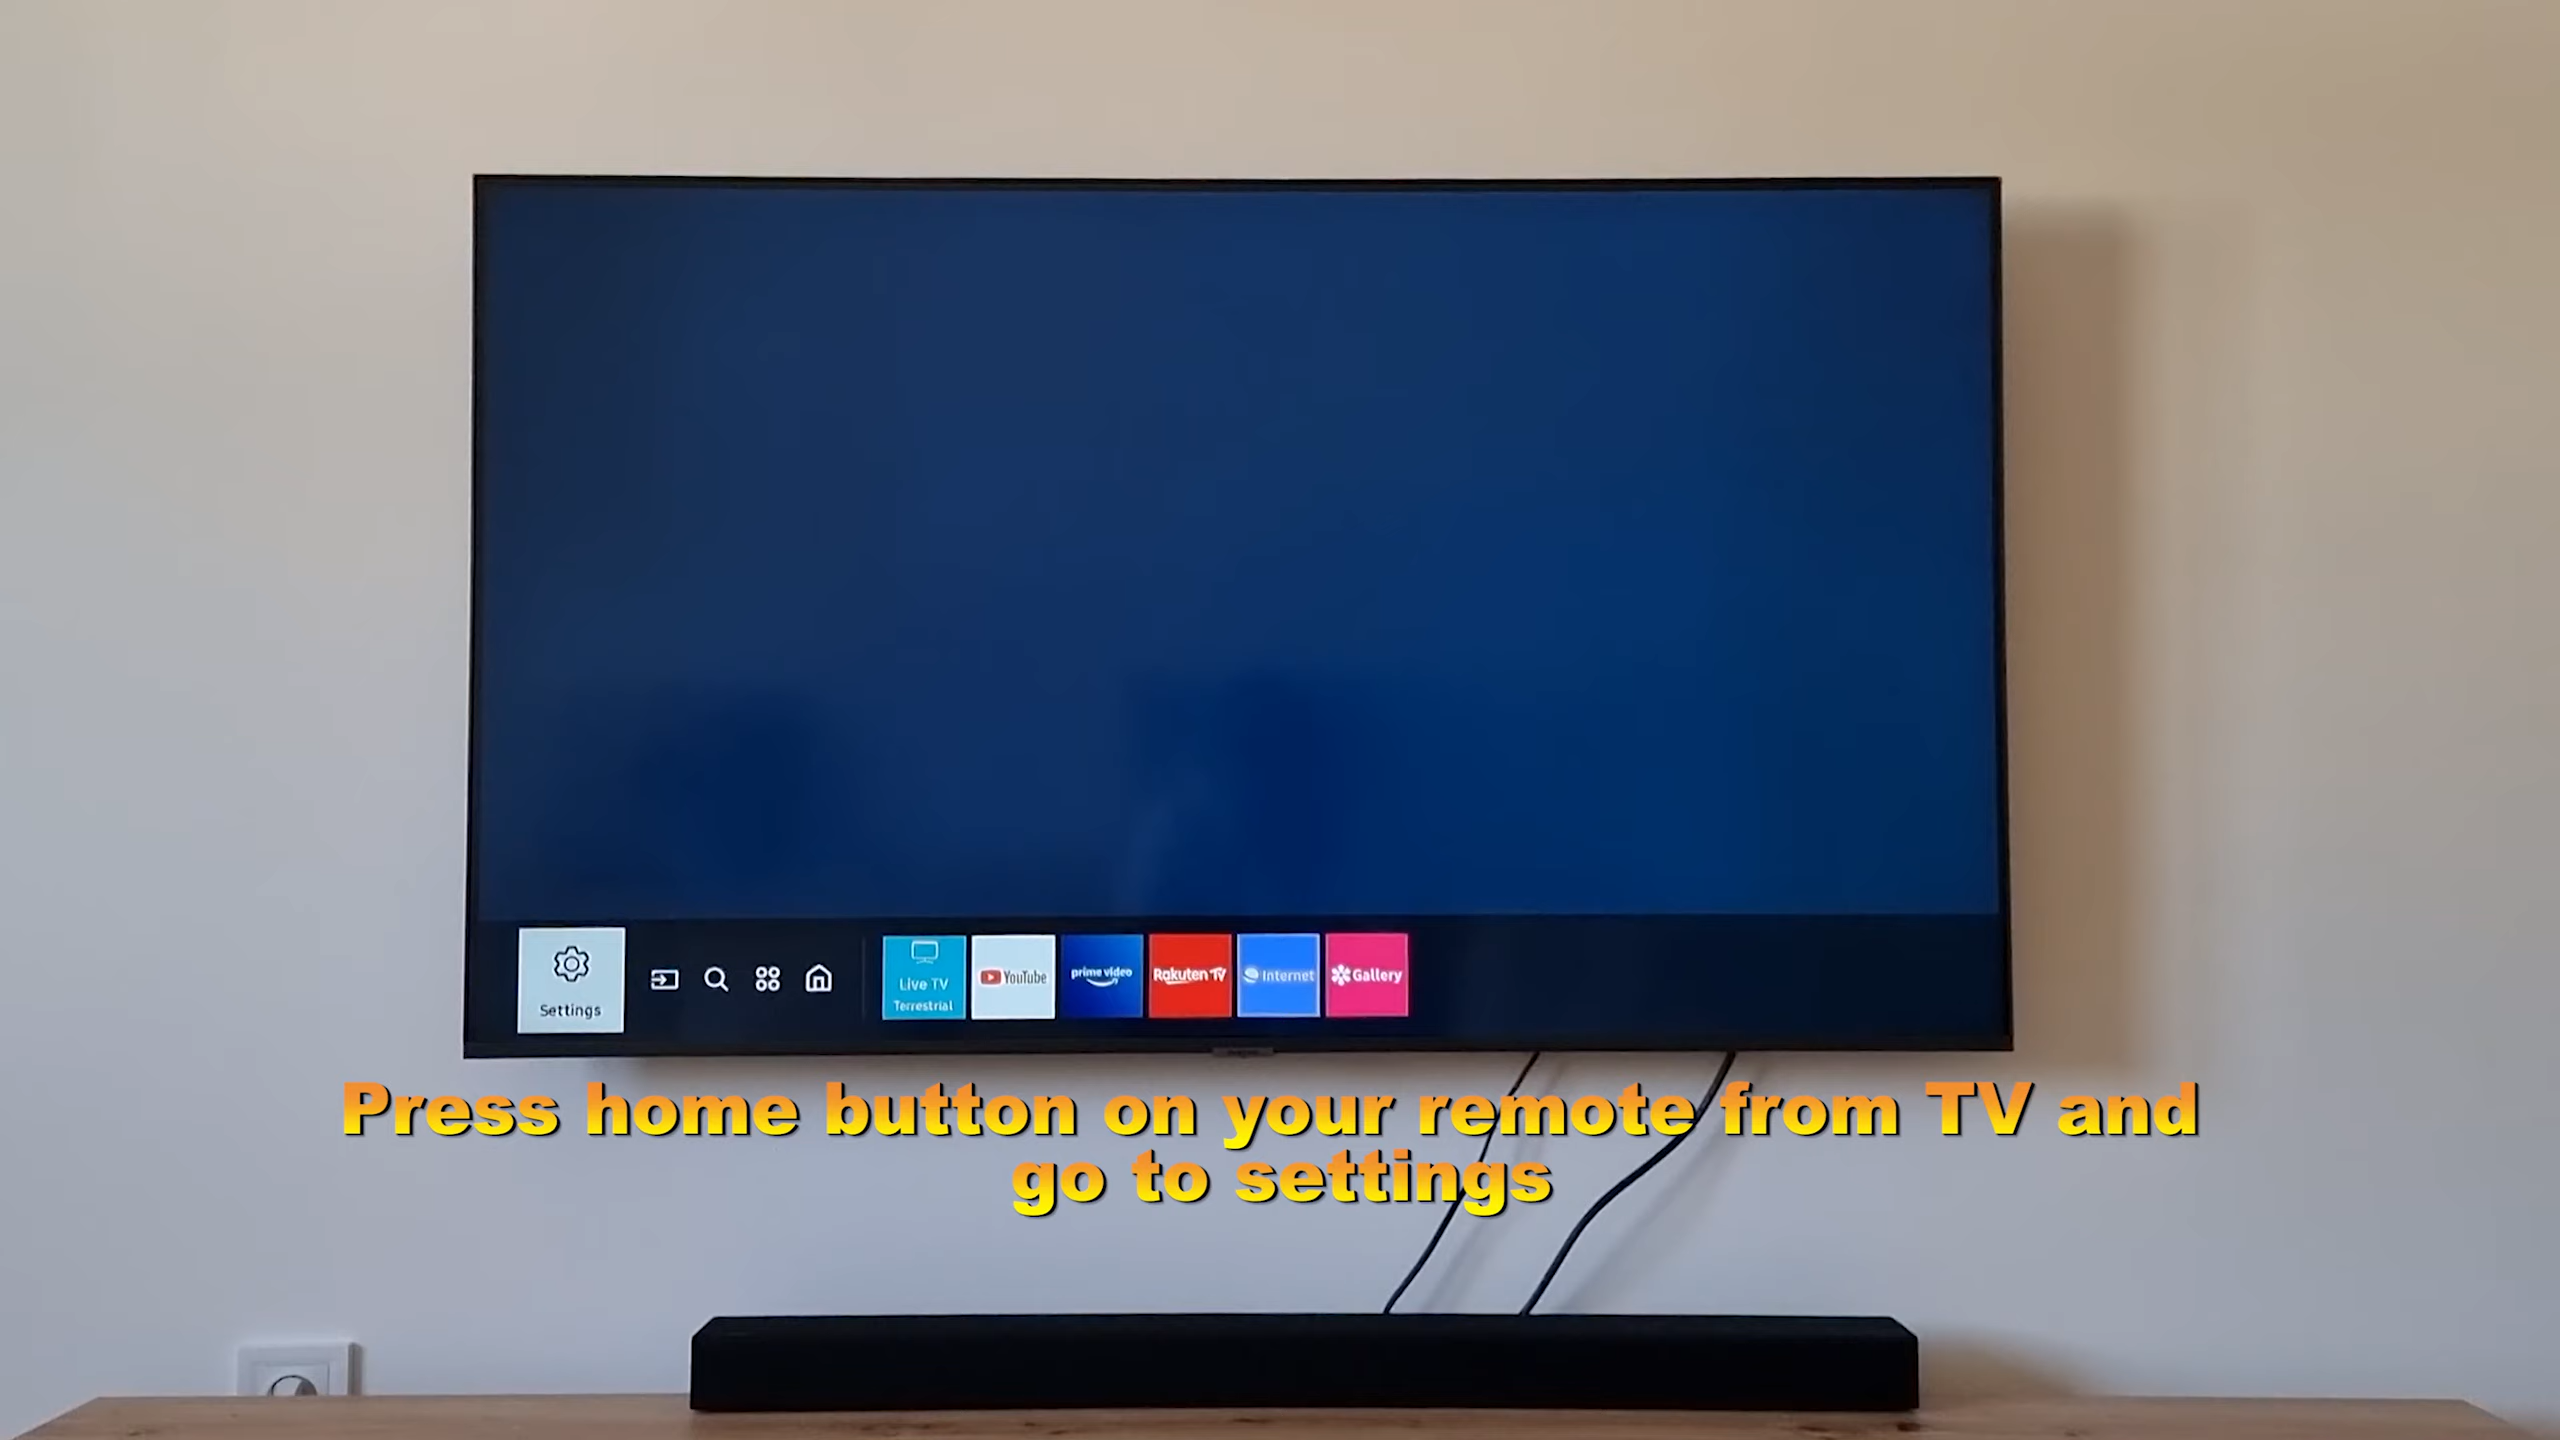 Settings
Live TV
Terrestrial
YouTube
prime video
Rakuten TV
Internet
Gallery
Press home button on your remote from TV and
go to settings